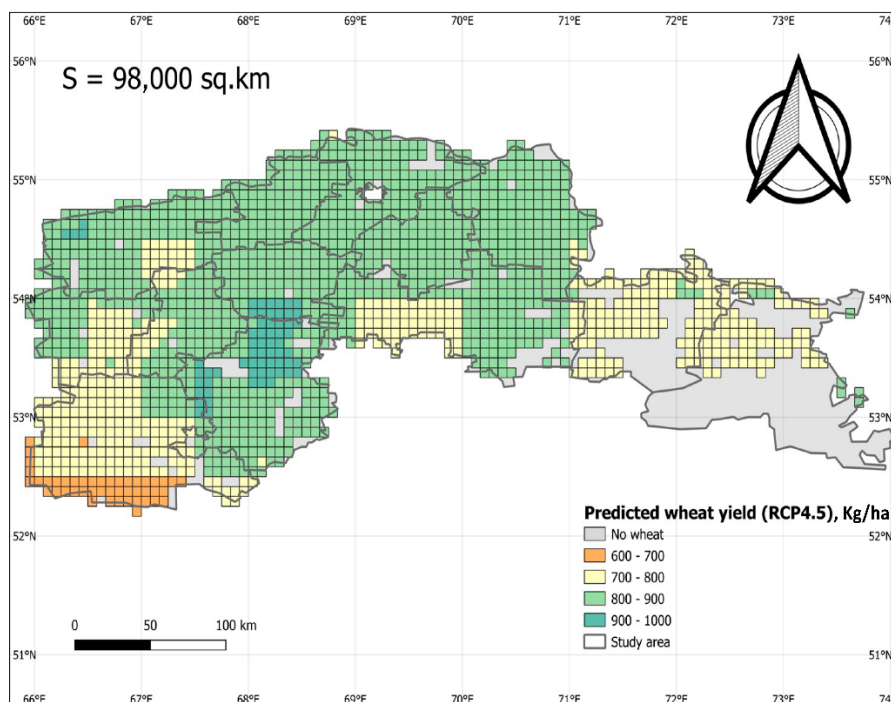 66°E 67°E 68°E 69°E 70°E 71°E 72°E 73°E 74
56°N 56°N
S = 98,000 sq.km
55°N 55°N
54°N 54°N
53°N 53°N
52°N 52°N
51°N 51°N
Predicted wheat yield (RCP4.5), Kg/ha
No wheat
600 - 700
700 - 800
800 - 900
900 - 1000
Study area
0 50 100 km
66°E 67°E 68°E 69°E 70°E 71°E 72°E 73°E 74